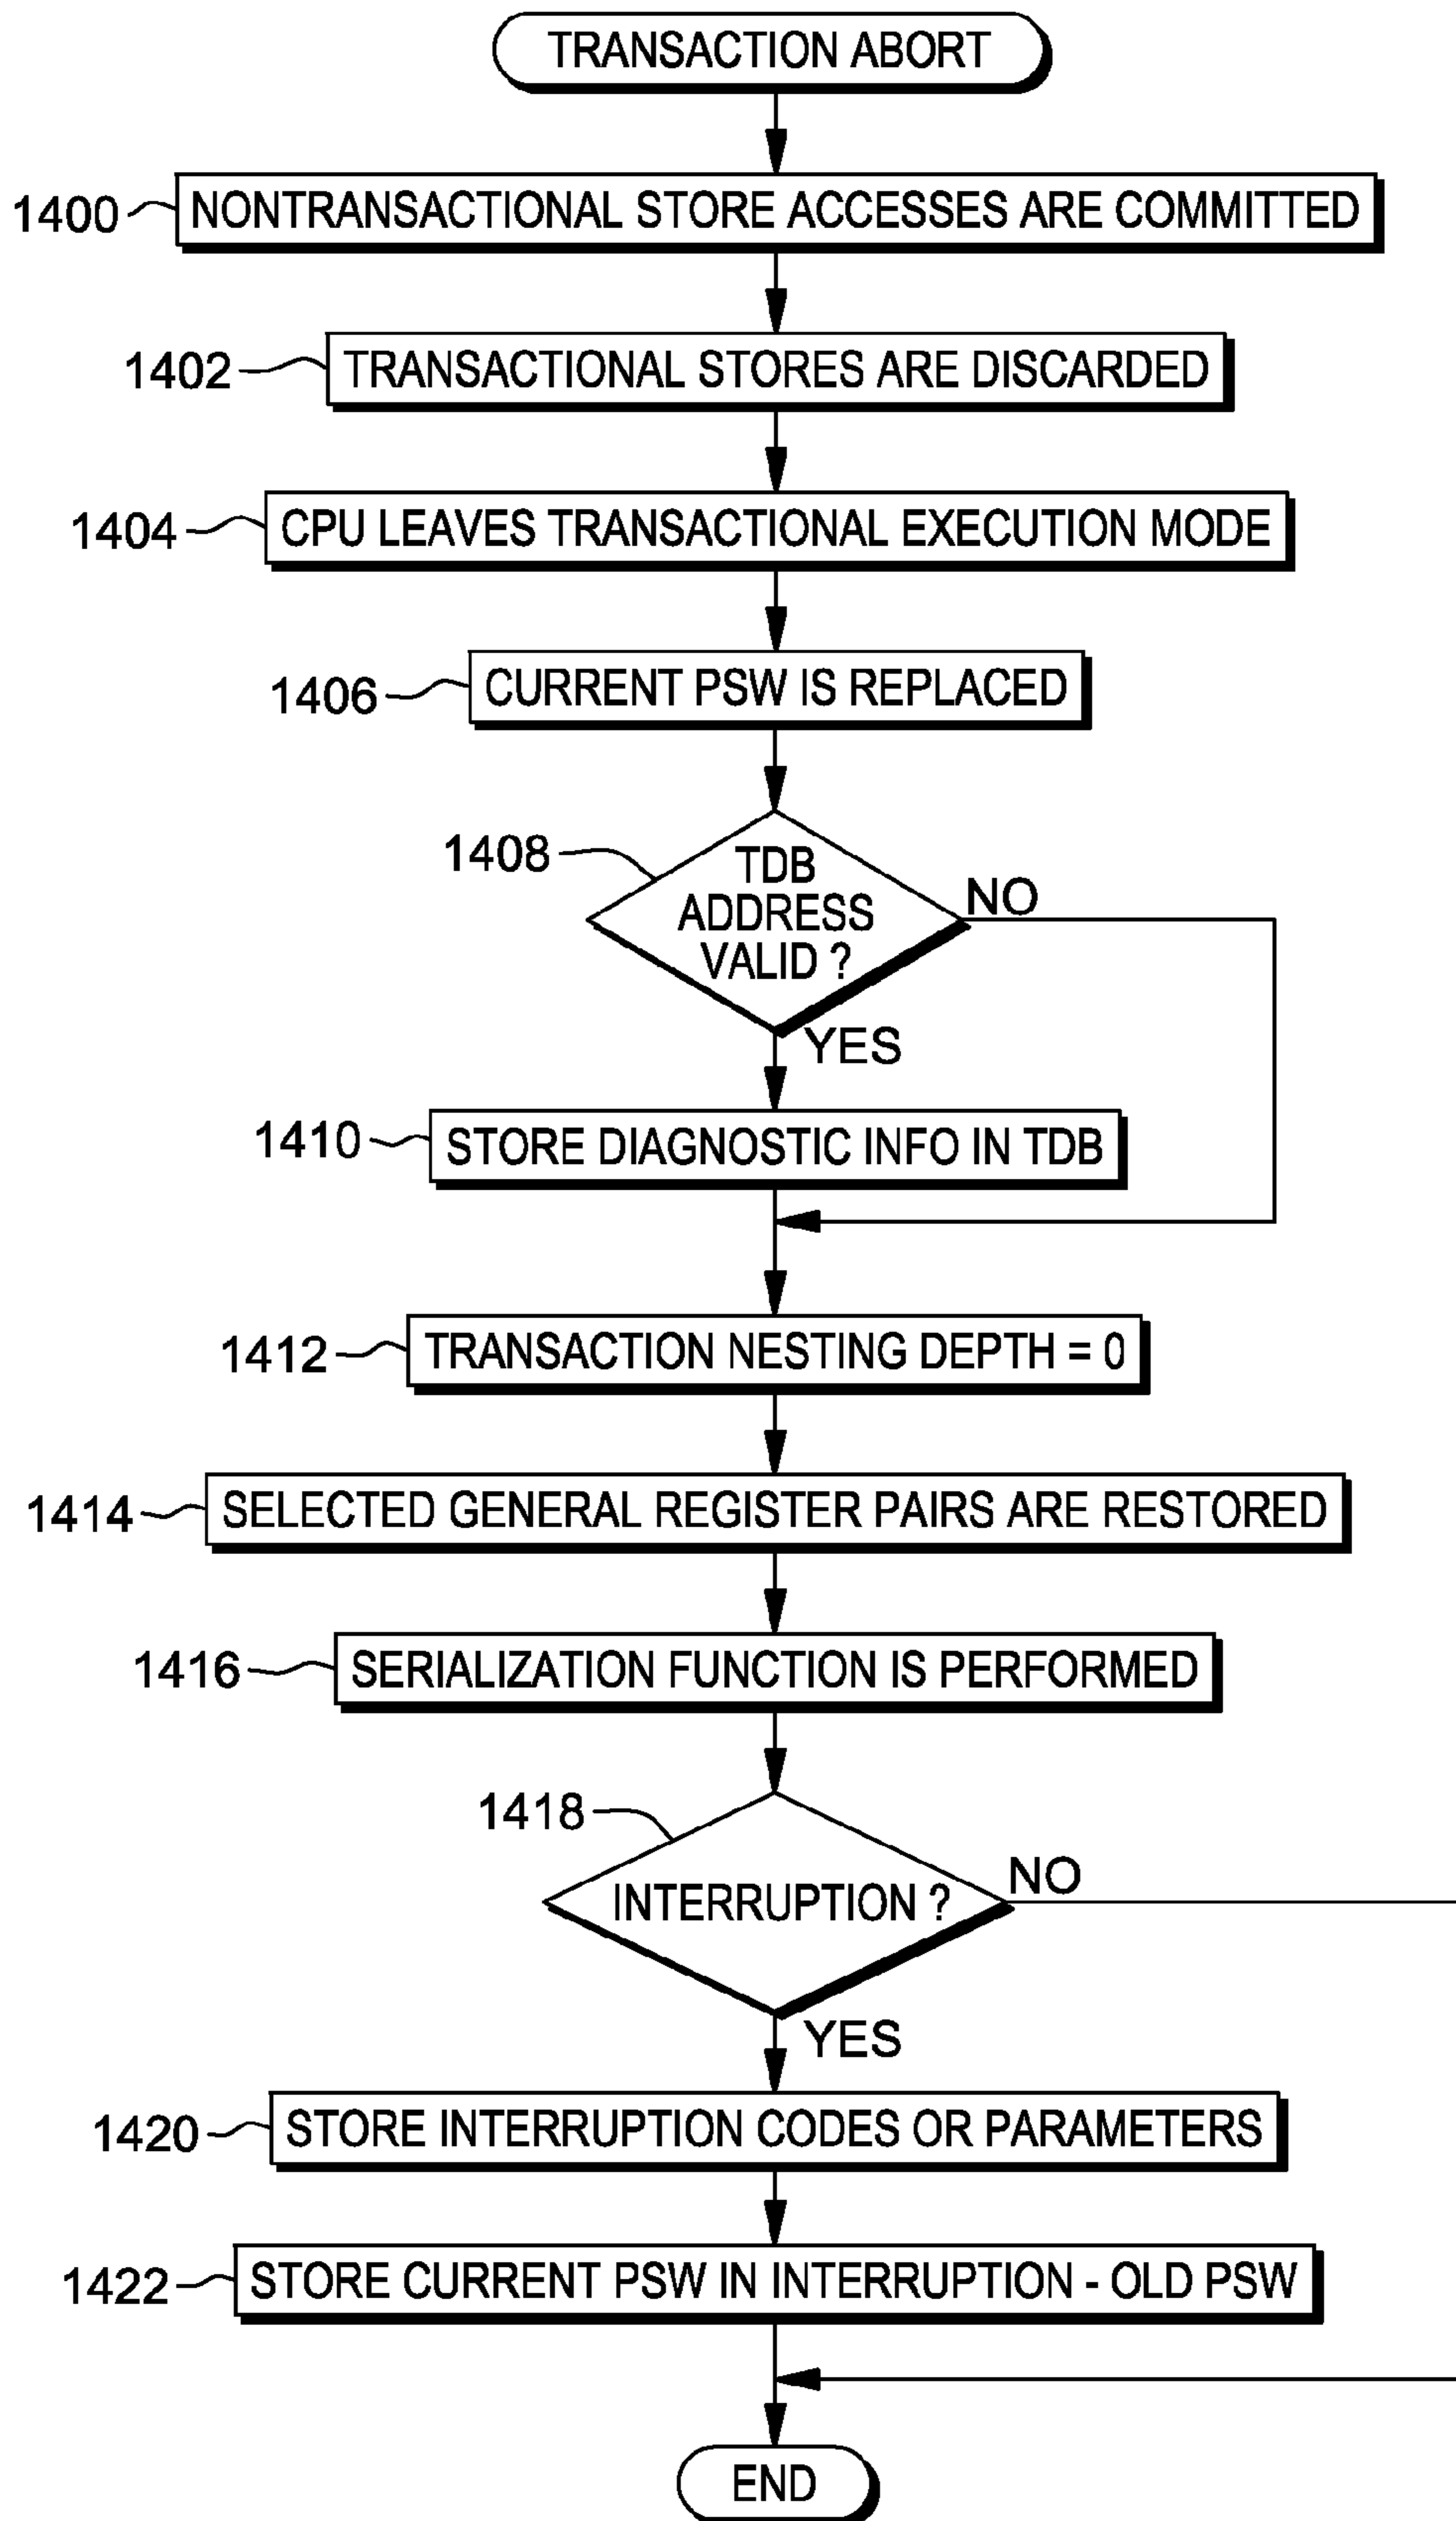 TRANSACTION ABORT
1400
NONTRANSACTIONAL STORE ACCESSES ARE COMMITTED
1402
TRANSACTIONAL STORES ARE DISCARDED
1404
CPU LEAVES TRANSACTIONAL EXECUTION MODE
1406
CURRENT PSW IS REPLACED
1408
TDB
ADDRESS
VALID ?
NO
YES
1410
STORE DIAGNOSTIC INFO IN TDB
1412
TRANSACTION NESTING DEPTH = 0
1414
SELECTED GENERAL REGISTER PAIRS ARE RESTORED
1416
SERIALIZATION FUNCTION IS PERFORMED
1418
INTERRUPTION ?
NO
YES
1420
STORE INTERRUPTION CODES OR PARAMETERS
1422
STORE CURRENT PSW IN INTERRUPTION - OLD PSW
END